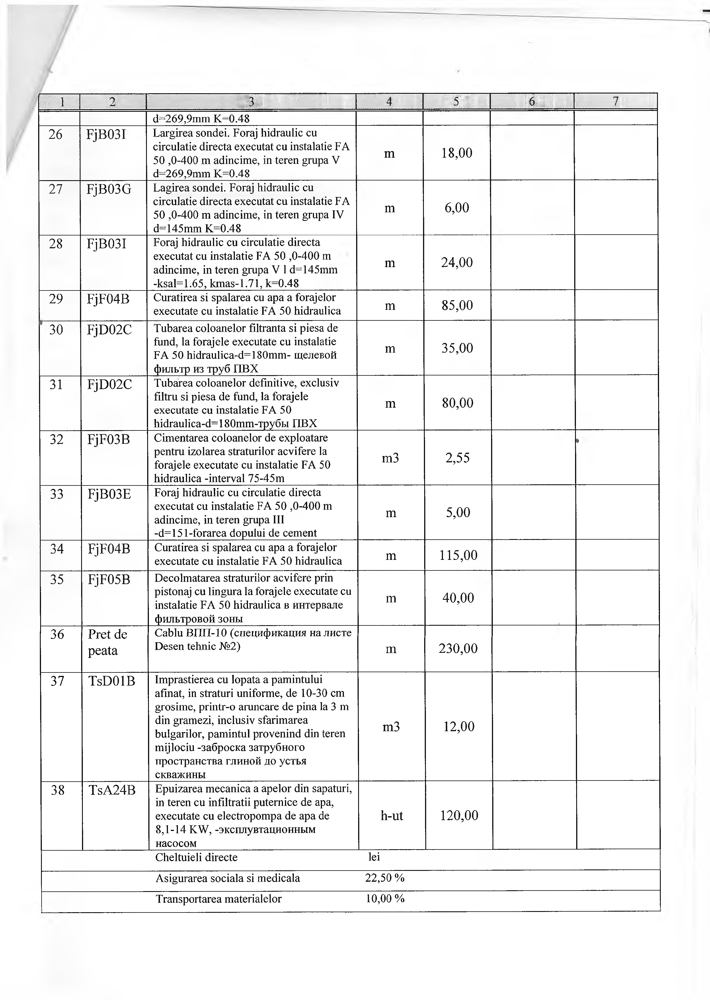 1 2 3 4 5 6 7
d=269,9mm K=0.48
26 FjB03I Largirea sondei. Foraj hidraulic cu
circulatie directa executat cu instalatie FA
50 ,0-400 m adincime, in teren grupa V
d=269,9mm K=0.48
m 18,00
27 FjB03G Lagirea sondei. Foraj hidraulic cu
circulatie directa executat cu instalatie FA
50 ,0-400 m adincime, in teren grupa IV
d=145mm K=0.48
m 6,00
28 FjB03I Foraj hidraulic cu circulatie directa
executat cu instalatie FA 50 ,0-400 m
adincime, in teren grupa V l d=145mm
-ksal=1.65, kmas-1.71, k=0.48
m 24,00
29 FjF04B Curatirea si spalarea cu apa a forajelor
executate cu instalatie FA 50 hidraulica
m 85,00
30 FjD02C Tubarea coloanelor filtranta si piesa de
fund, la forajele executate cu instalatie
FA 50 hidraulica-d=180mm- щелевой
фильтр из труб ПВХ
m 35,00
31 FjD02C Tubarea coloanelor definitive, exclusiv
filtru si piesa de fund, la forajele
executate cu instalatie FA 50
hidraulica-d=180mm-трубы ПВХ
m 80,00
32 FjF03B Cimentarea coloanelor de exploatare
pentru izolarea straturilor acvifere la
forajele executate cu instalatie FA 50
hidraulica -interval 75-45m
m3 2,55
33 FjB03E Foraj hidraulic cu circulatie directa
executat cu instalatie FA 50 ,0-400 m
adincime, in teren grupa III
-d=151-forarea dopului de cement
m 5,00
34 FjF04B Curatirea si spalarea cu apa a forajelor
executate cu instalatie FA 50 hidraulica
m 115,00
35 FjF05B Decolmatarea straturilor acvifere prin
pistonaj cu lingura la forajele executate cu
instalatie FA 50 hidraulica в интервале
фильтровой зоны
m 40,00
36 Pret de
peata
Cablu ВПП-10 (спецификация на листе
Desen tehnic №2)
m 230,00
37 TsD01B Imprastierea cu lopata a pamintului
afinat, in straturi uniforme, de 10-30 cm
grosime, printr-o aruncare de pina la 3 m
din gramezi, inclusiv sfarimarea
bulgarilor, pamintul provenind din teren
mijlociu -заброска затрубного
пространства глиной до устья
скважины
m3 12,00
38 TsA24B Epuizarea mecanica a apelor din sapaturi,
in teren cu infiltratii puternice de apa,
executate cu electropompa de apa de
8,1-14 KW, -эксплувтационным
насосом
h-ut 120,00
Cheltuieli directe lei
Asigurarea sociala si medicala 22,50 %
Transportarea materialelor 10,00 %